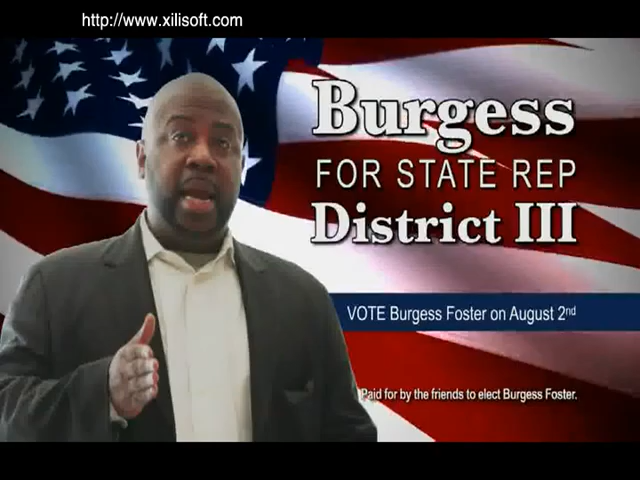 http://www.xilisoft.com
Burgess
FOR STATE REP
District III
VOTE Burgess Foster on August 2nd
Paid for by the friends to elect Burgess Foster.